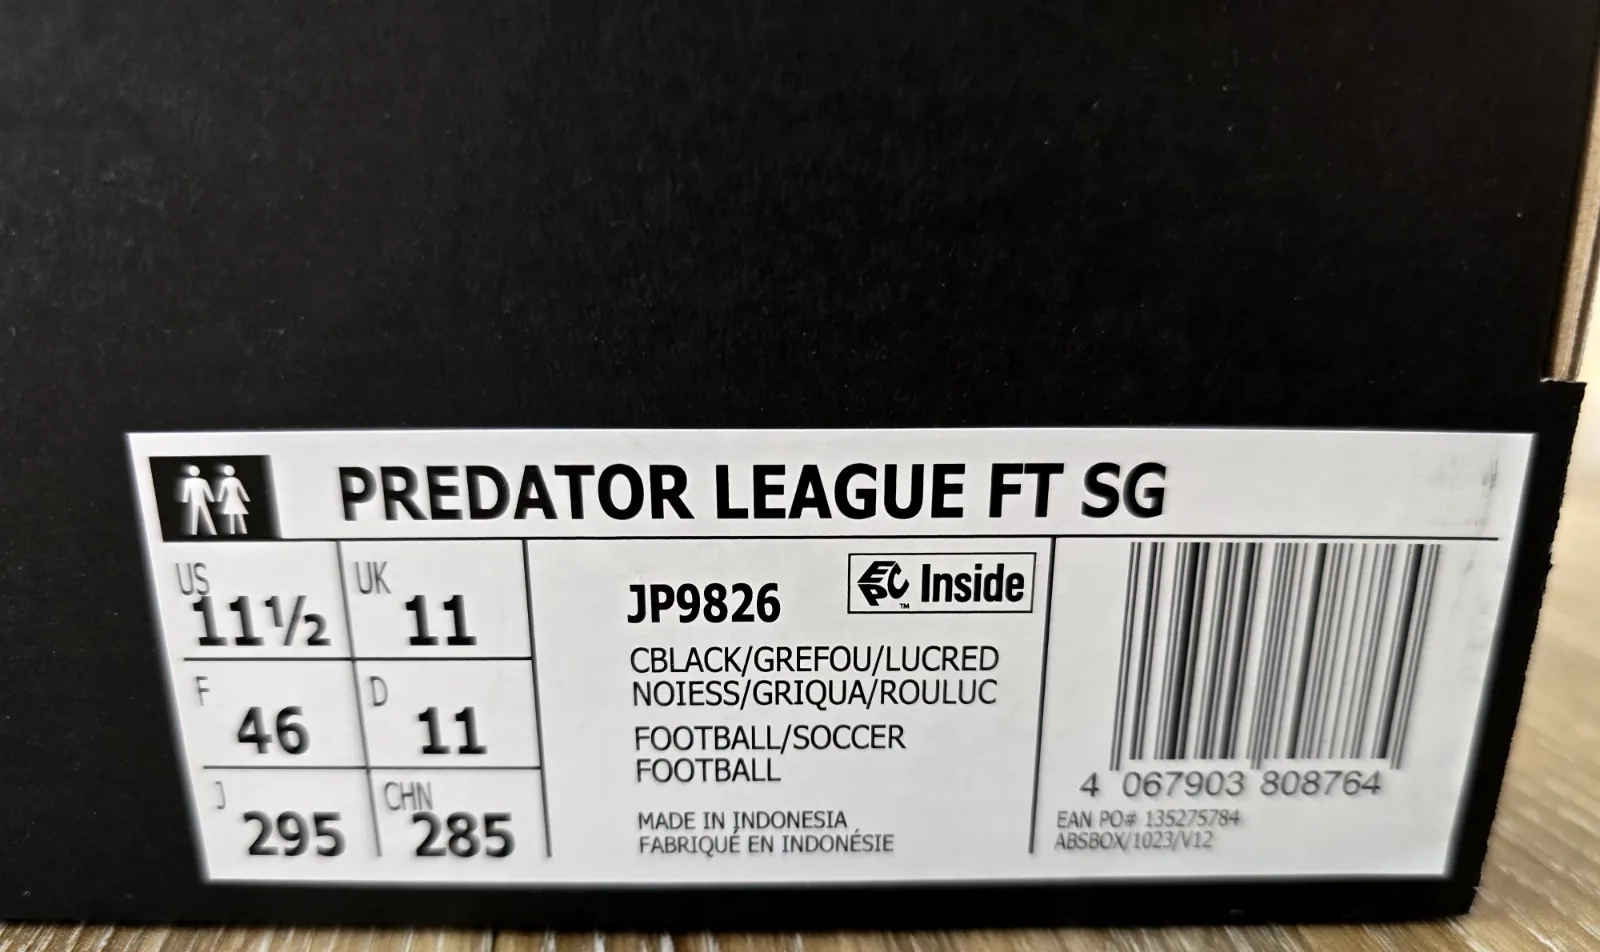 PREDATOR LEAGUE FT SG
US 11½ UK 11
F 46 D 11
J 295 CHN 285
JP9826
EPC Inside
TM
CBLACK/GREFOU/LUCRED
NOIESS/GRIQUA/ROULUC
FOOTBALL/SOCCER
FOOTBALL
MADE IN INDONESIA
FABRIQUÉ EN INDONÉSIE
4 067903 808764
EAN PO# 135275784
ABSBOX/1023/V12